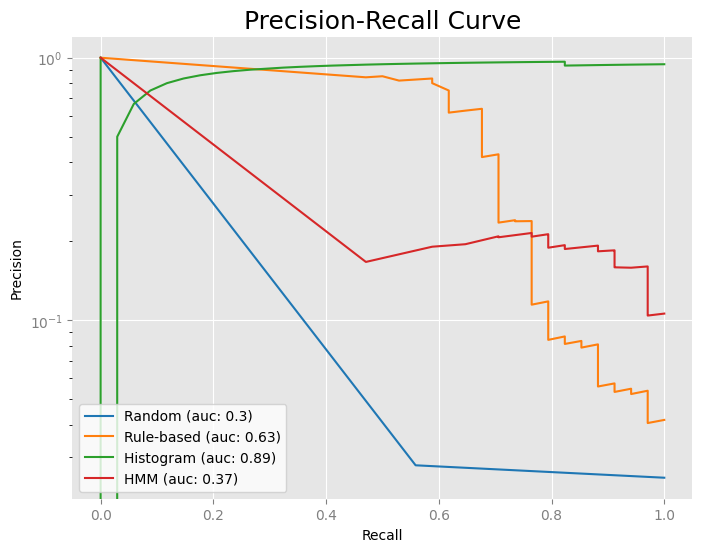 Precision-Recall Curve
Precision
10⁰
10⁻¹
Random (auc: 0.3)
Rule-based (auc: 0.63)
Histogram (auc: 0.89)
HMM (auc: 0.37)
0.0 0.2 0.4 0.6 0.8 1.0
Recall